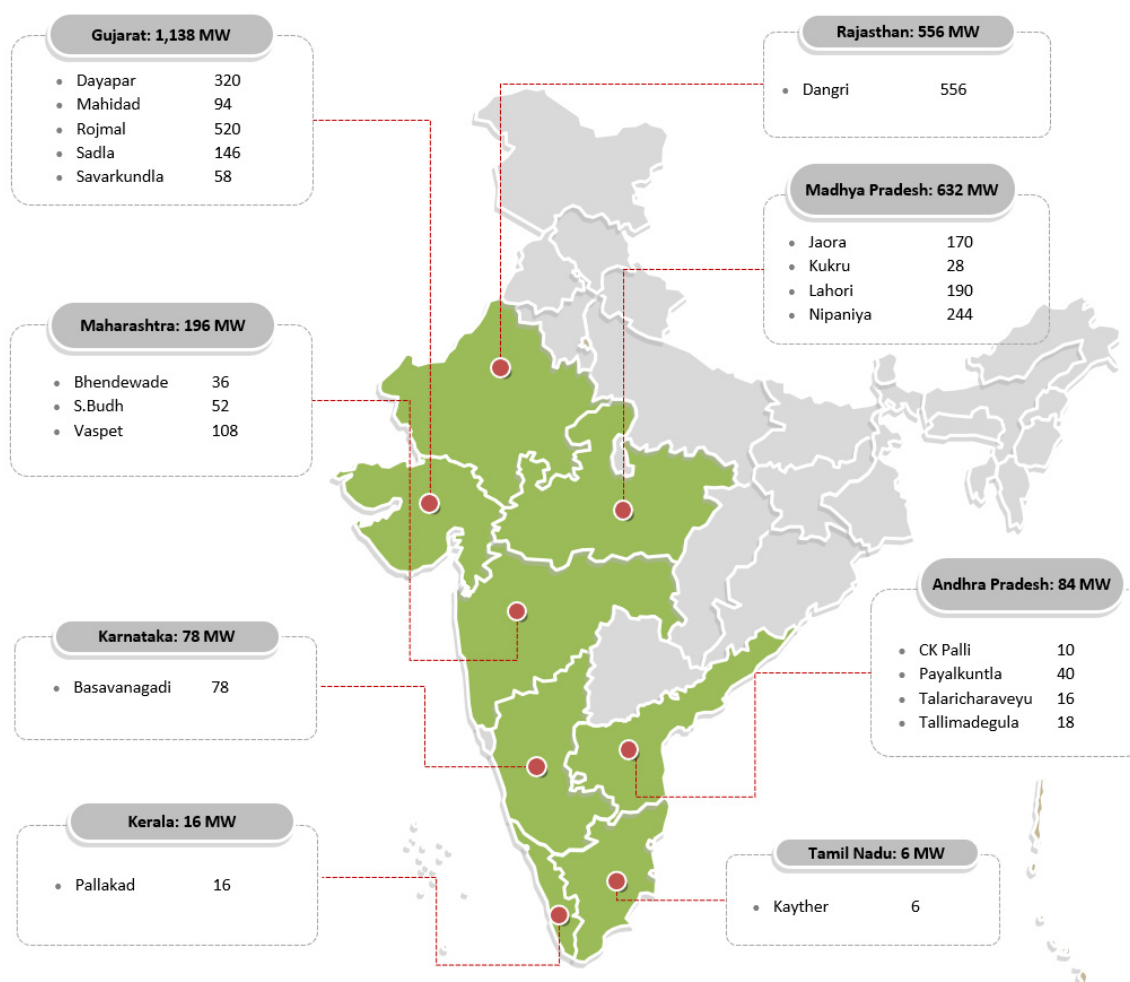 Gujarat: 1,138 MW
Dayapar 320
Mahidad 94
Rojmal 520
Sadla 146
Savarkundla 58
Rajasthan: 556 MW
Dangri 556
Madhya Pradesh: 632 MW
Jaora 170
Kukru 28
Lahori 190
Nipaniya 244
Maharashtra: 196 MW
Bhendewade 36
S.Budh 52
Vaspet 108
Andhra Pradesh: 84 MW
CK Palli 10
Payalkuntla 40
Talaricharaveyu 16
Tallimadegula 18
Karnataka: 78 MW
Basavanagadi 78
Kerala: 16 MW
Pallakad 16
Tamil Nadu: 6 MW
Kayther 6